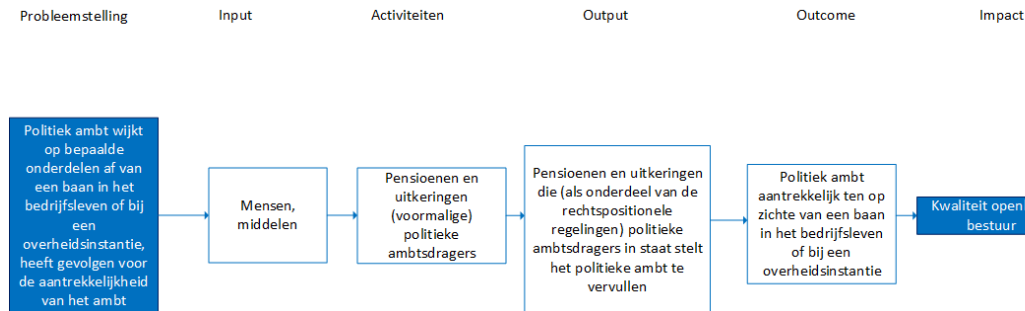 Probleemstelling
Input
Activiteiten
Output
Outcome
Impact
Politiek ambt wijkt
op bepaalde
onderdelen af van
een baan in het
bedrijfsleven of bij
een
overheidsinstantie,
heeft gevolgen voor
de aantrekkelijkheid
van het ambt
Mensen,
middelen
Pensioenen en
uitkeringen
(voormalige)
politieke
ambtsdragers
Pensioenen en uitkeringen
die (als onderdeel van de
rechtspositionele
regelingen) politieke
ambtsdragers in staat stelt
het politieke ambt te
vervullen
Politiek ambt
aantrekkelijk ten op
zichte van een baan
in het bedrijfsleven
of bij een
overheidsinstantie
Kwaliteit open
bestuur